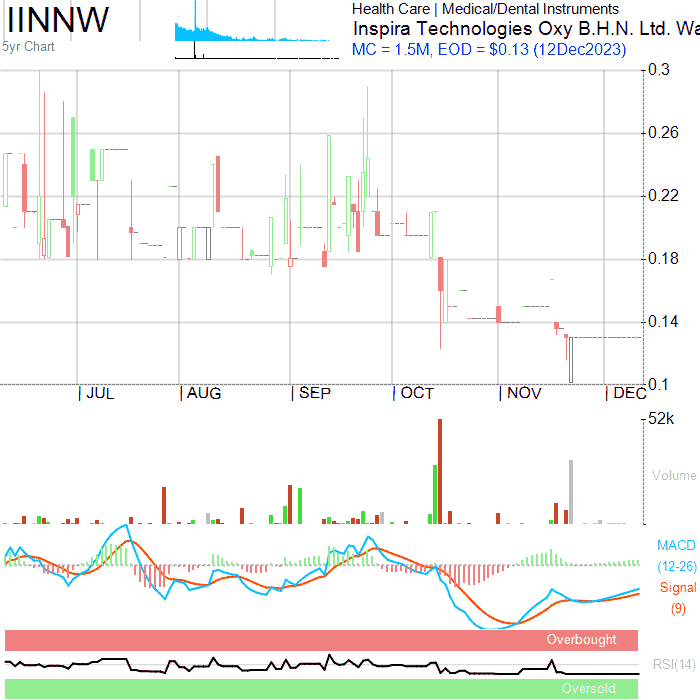 IINNW
5yr Chart
Health Care | Medical/Dental Instruments
Inspira Technologies Oxy B.H.N. Ltd. Wa
MC = 1.5M, EOD = $0.13 (12Dec2023)
0.3
0.26
0.22
0.18
0.14
0.1
JUL
AUG
SEP
OCT
NOV
DEC
52k
Volume
MACD
(12-26)
Signal
(9)
Overbought
RSI(14)
Oversold